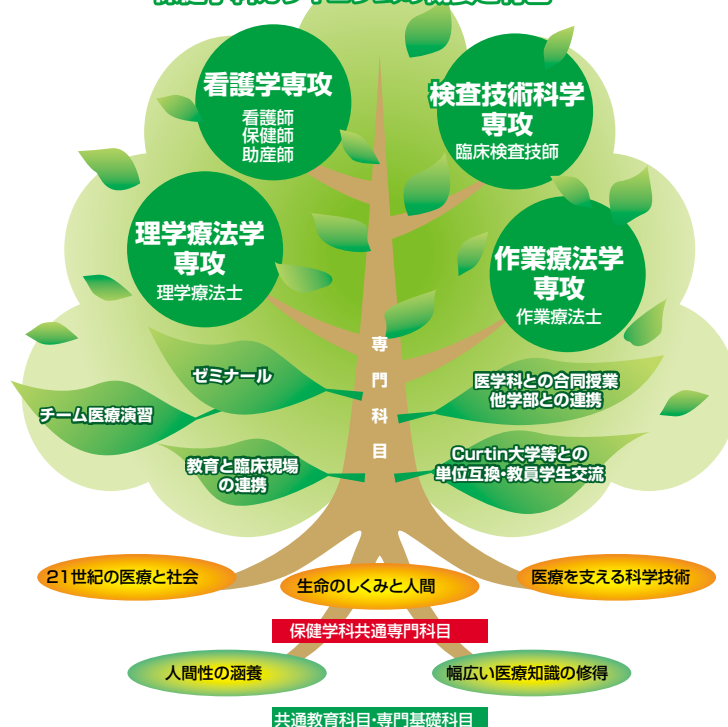 看護学専攻
看護師
保健師
助産師
検査技術科学
専攻
臨床検査技師
理学療法学
専攻
理学療法士
作業療法学
専攻
作業療法士
専門科目
ゼミナール
チーム医療演習
教育と臨床現場
の連携
医学科との合同授業
他学部との連携
Curtin大学等との
単位互換・教員学生交流
21世紀の医療と社会
生命のしくみと人間
医療を支える科学技術
保健学科共通専門科目
人間性の涵養
幅広い医療知識の修得
共通教育科目・専門基礎科目